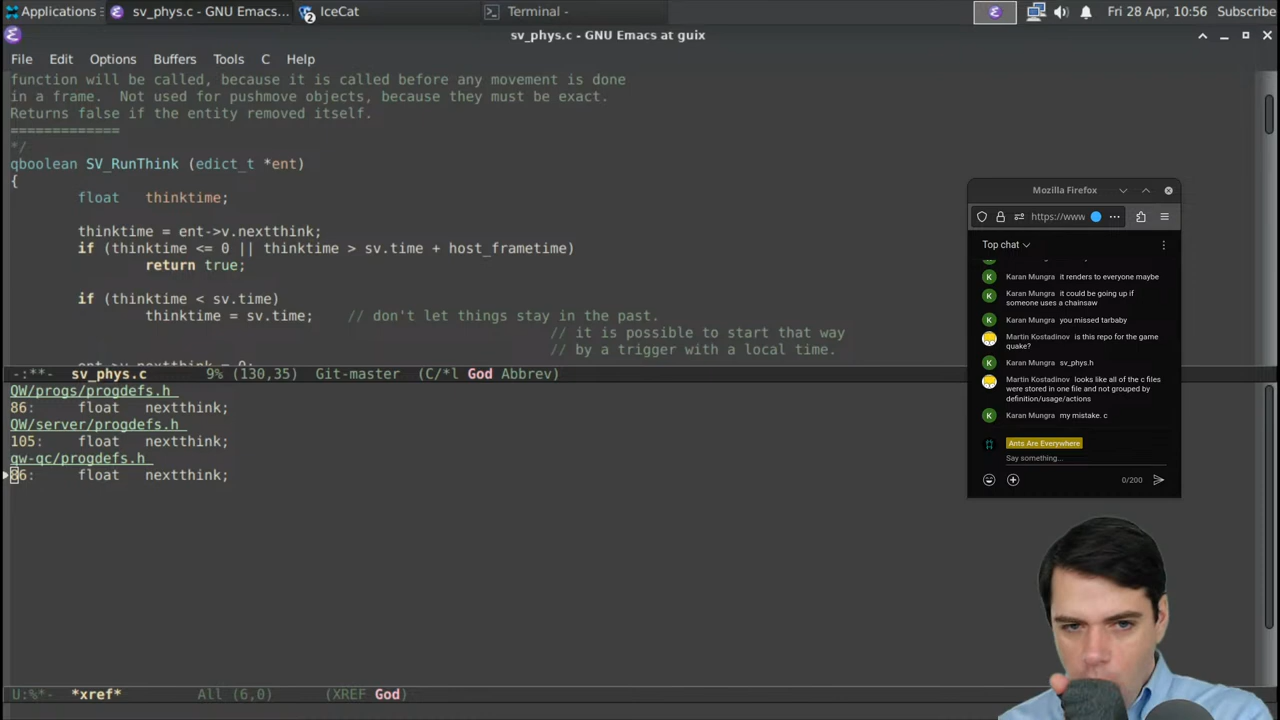 Applications
sv_phys.c - GNU Emacs...
2
IceCat
Terminal -
Fri 28 Apr, 10:56
Subscribe
sv_phys.c - GNU Emacs at guix
File Edit Options Buffers Tools C Help
function will be called, because it is called before any movement is done
in a frame.  Not used for pushmove objects, because they must be exact.
Returns false if the entity removed itself.
=============
*/
qboolean SV_RunThink (edict_t *ent)
{
float   thinktime;
thinktime = ent->v.nextthink;
if (thinktime <= 0 || thinktime > sv.time + host_frametime)
return true;
if (thinktime < sv.time)
thinktime = sv.time;    // don't let things stay in the past.
// it is possible to start that way
// by a trigger with a local time.
-:**-  sv_phys.c       9% (130,35)   Git-master  (C/*l God Abbrev)
QW/progs/progdefs.h
86:      float   nextthink;
QW/server/progdefs.h
105:     float   nextthink;
qw-qc/progdefs.h
86:      float   nextthink;
U:%*-  *xref*         All (6,0)      (XREF God)
Mozilla Firefox
https://www
Top chat
K Karan Mungra it renders to everyone maybe
K Karan Mungra it could be going up if
someone uses a chainsaw
K Karan Mungra you missed tarbaby
Martin Kostadinov is this repo for the game
quake?
K Karan Mungra sv_phys.h
Martin Kostadinov looks like all of the c files
were stored in one file and not grouped by
definition/usage/actions
K Karan Mungra my mistake. c
Ants Are Everywhere
Say something...
0/200